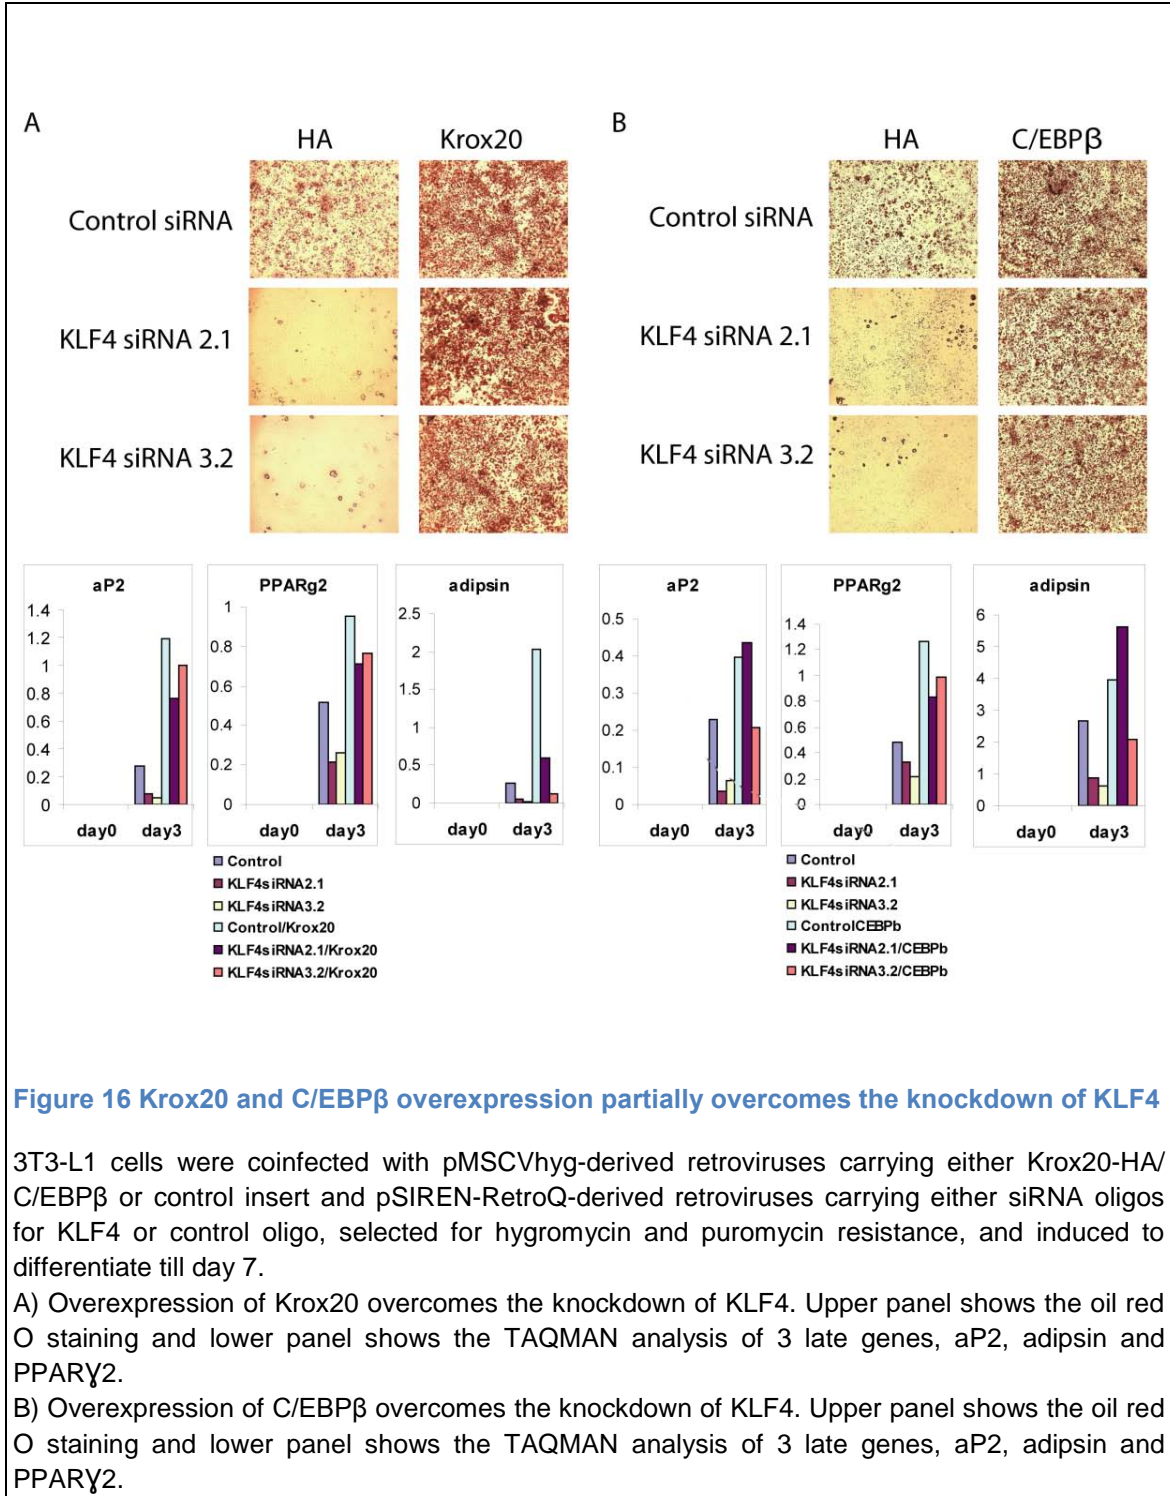 A
HA
Krox20
Control siRNA
KLF4 siRNA 2.1
KLF4 siRNA 3.2
B
HA
C/EBPβ
Control siRNA
KLF4 siRNA 2.1
KLF4 siRNA 3.2
aP2
1.4
1.2
1
0.8
0.6
0.4
0.2
0
day0 day3
PPARg2
1
0.8
0.6
0.4
0.2
0
day0 day3
adipsin
2.5
2
1.5
1
0.5
0
day0 day3
Control
KLF4siRNA2.1
KLF4siRNA3.2
Control/Krox20
KLF4siRNA2.1/Krox20
KLF4siRNA3.2/Krox20
aP2
0.5
0.4
0.3
0.2
0.1
0
day0 day3
PPARg2
1.4
1.2
1
0.8
0.6
0.4
0.2
0
day0 day3
adipsin
6
5
4
3
2
1
0
day0 day3
Control
KLF4siRNA2.1
KLF4siRNA3.2
ControlCEBPb
KLF4siRNA2.1/CEBPb
KLF4siRNA3.2/CEBPb
Figure 16 Krox20 and C/EBPβ overexpression partially overcomes the knockdown of KLF4
3T3-L1 cells were coinfected with pMSCVhyg-derived retroviruses carrying either Krox20-HA/
C/EBPβ or control insert and pSIREN-RetroQ-derived retroviruses carrying either siRNA oligos
for KLF4 or control oligo, selected for hygromycin and puromycin resistance, and induced to
differentiate till day 7.
A) Overexpression of Krox20 overcomes the knockdown of KLF4. Upper panel shows the oil red
O staining and lower panel shows the TAQMAN analysis of 3 late genes, aP2, adipsin and
PPARƔ2.
B) Overexpression of C/EBPβ overcomes the knockdown of KLF4. Upper panel shows the oil red
O staining and lower panel shows the TAQMAN analysis of 3 late genes, aP2, adipsin and
PPARƔ2.